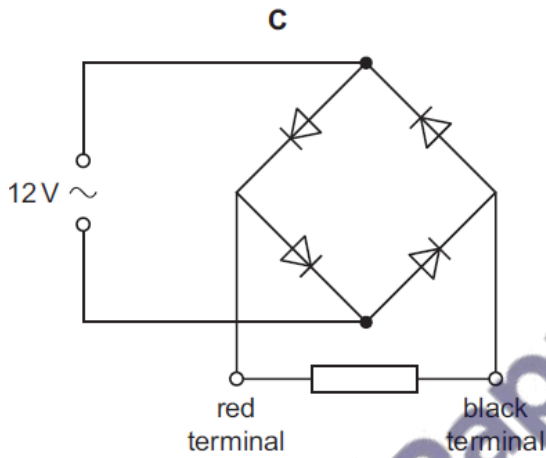 C
12 V ~
red
terminal
black
terminal